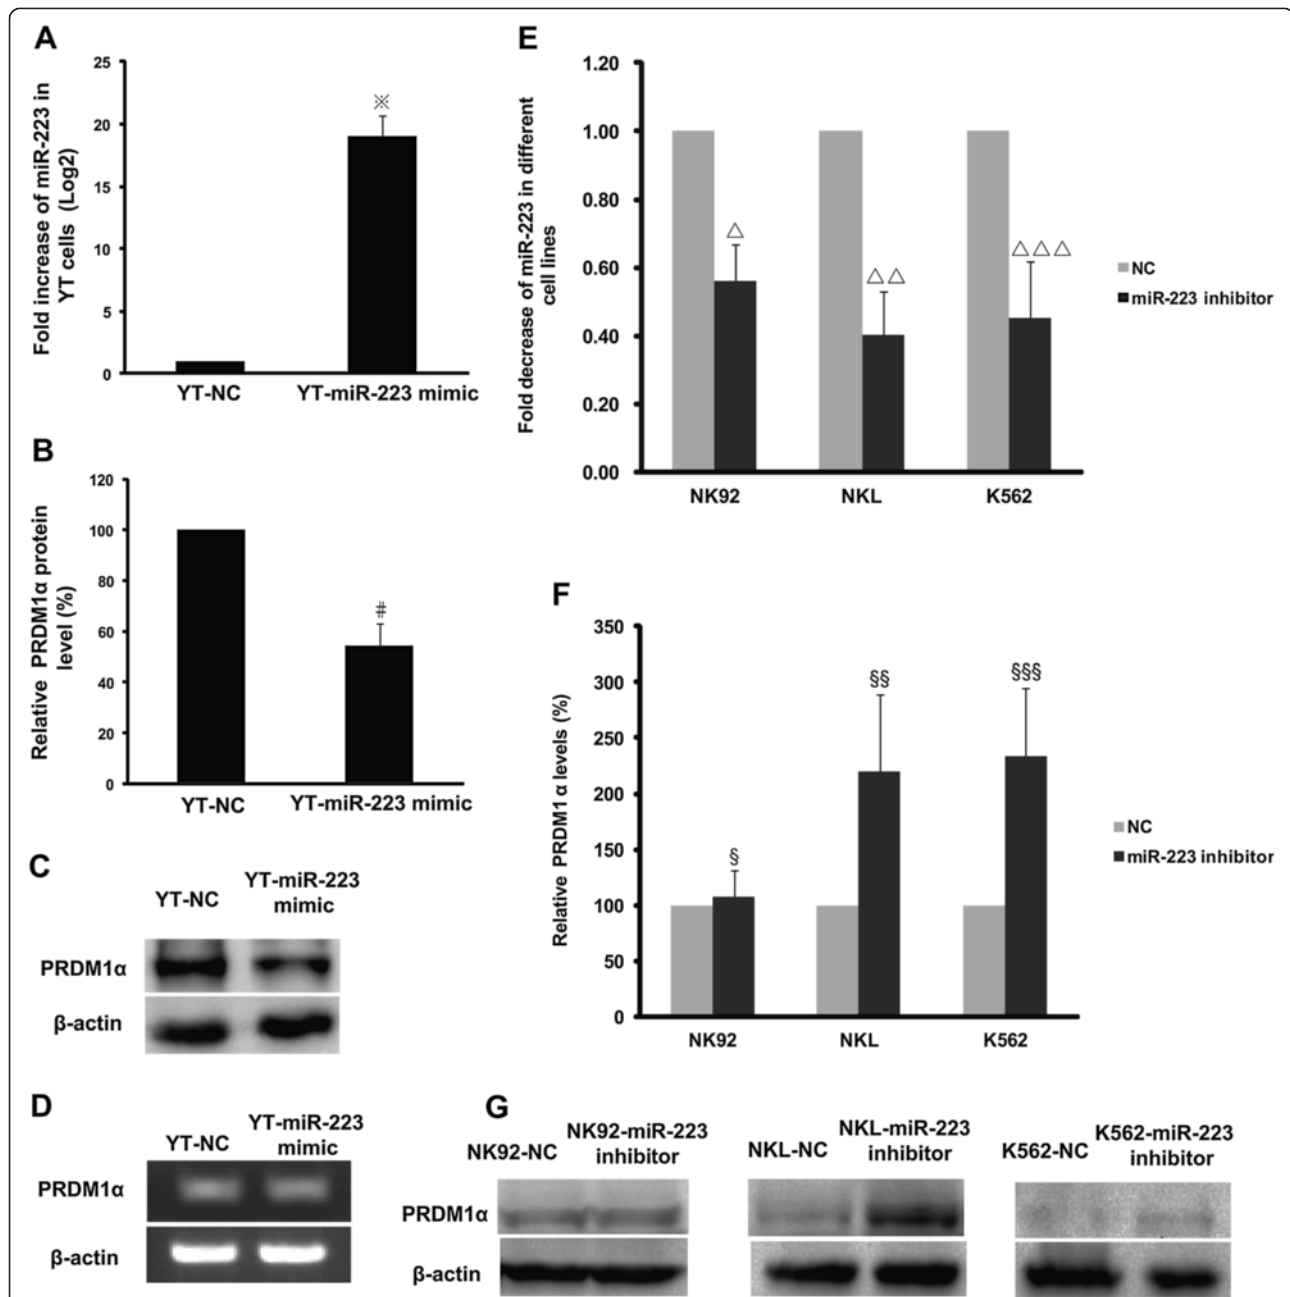 A
Fold increase of miR-223 in
YT cells (Log2)
25
20
15
10
5
0
※
YT-NC
YT-miR-223 mimic
B
Relative PRDM1α protein
level (%)
120
100
80
60
40
20
0
#
YT-NC
YT-miR-223 mimic
C
YT-NC
YT-miR-223
mimic
PRDM1α
β-actin
D
YT-NC
YT-miR-223
mimic
PRDM1α
β-actin
E
Fold decrease of miR-223 in different
cell lines
1.20
1.00
0.80
0.60
0.40
0.20
0.00
△
△△
△△△
NK92
NKL
K562
NC
miR-223 inhibitor
F
Relative PRDM1 α levels (%)
350
300
250
200
150
100
50
0
§
§§
§§§
NK92
NKL
K562
NC
miR-223 inhibitor
G
NK92-NC
NK92-miR-223
inhibitor
NKL-NC
NKL-miR-223
inhibitor
K562-NC
K562-miR-223
inhibitor
PRDM1α
β-actin